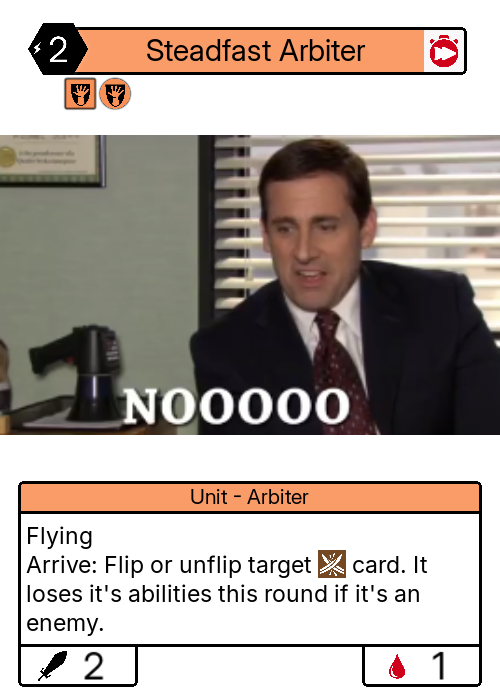 2
Steadfast Arbiter
NOOOOO
Unit - Arbiter
Flying
Arrive: Flip or unflip target card. It
loses it's abilities this round if it's an
enemy.
2
1